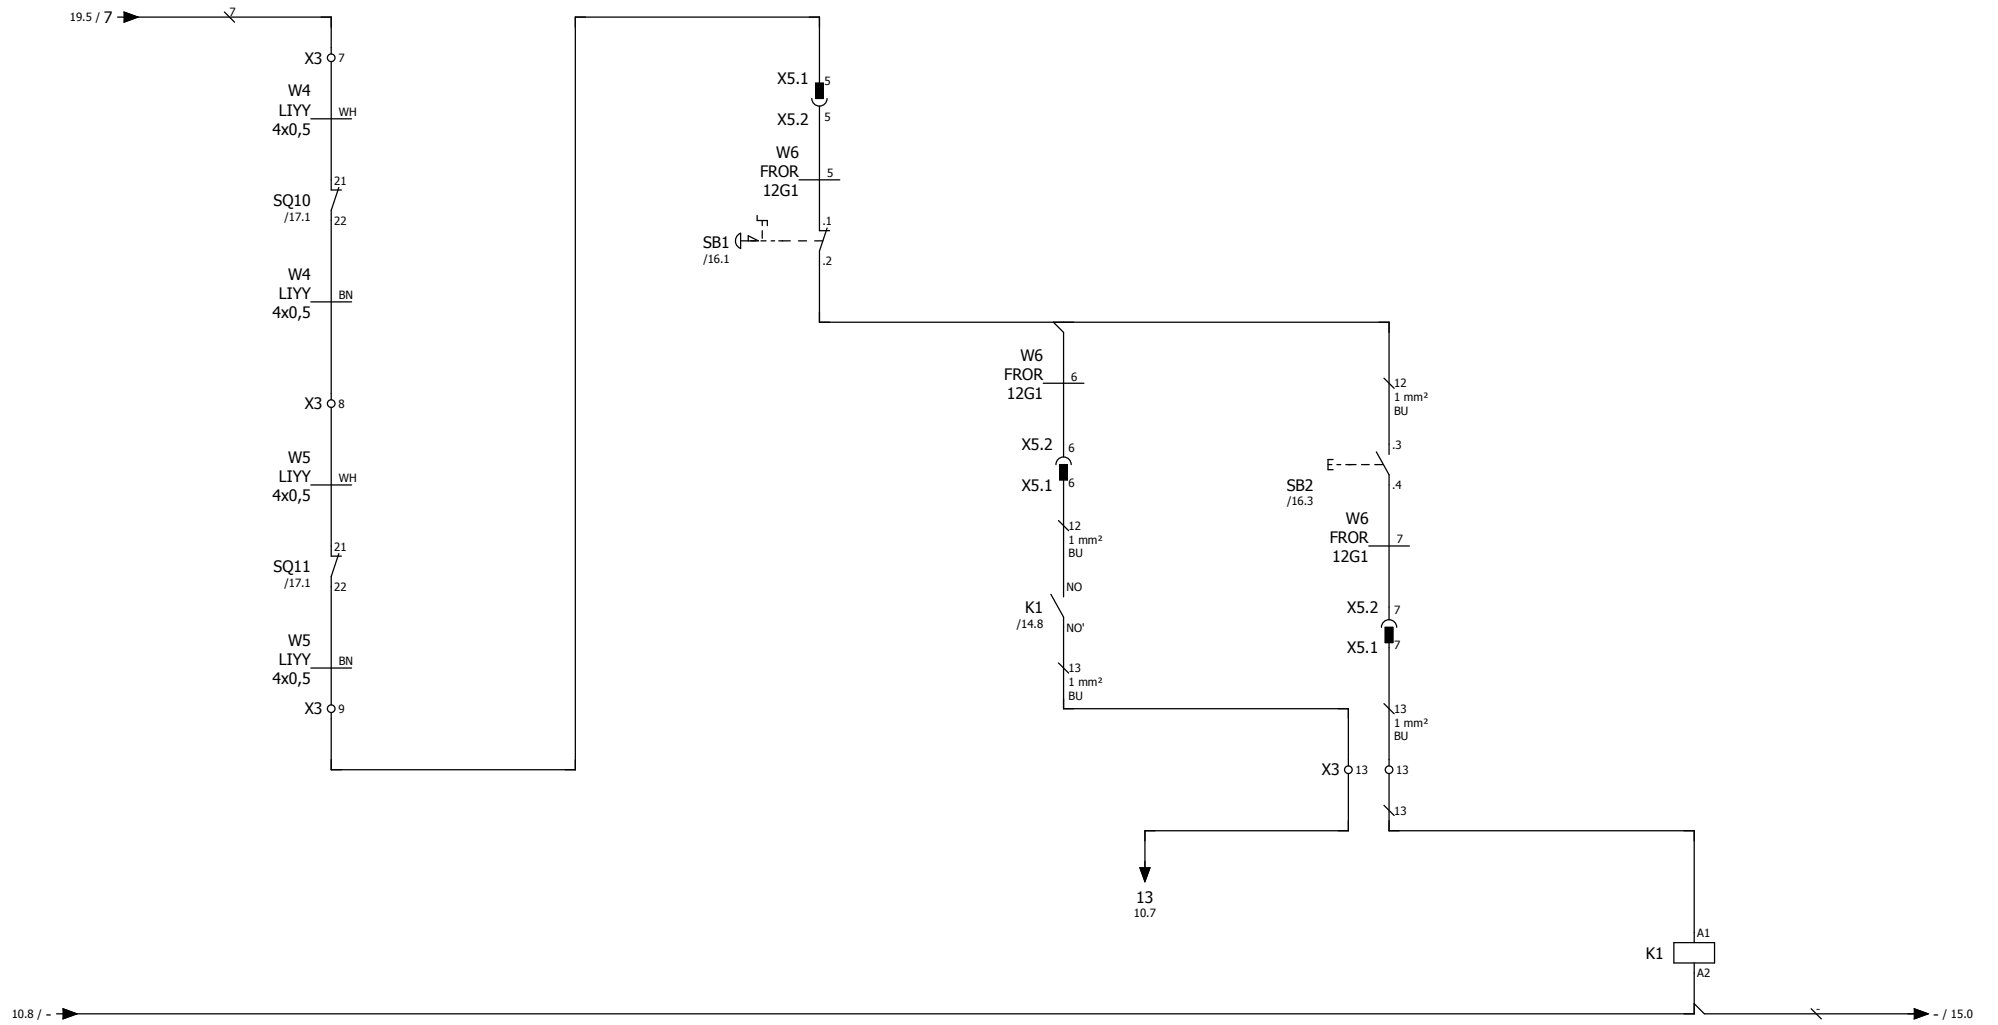 19.5 / 7
7
X3 7
W4
LIYY
4x0,5
WH
21
SQ10
/17.1
22
W4
LIYY
4x0,5
BN
X3 8
W5
LIYY
4x0,5
WH
21
SQ11
/17.1
22
W5
LIYY
4x0,5
BN
X3 9
X5.1 5
X5.2 5
W6
FROR
12G1
5
.1
SB1
/16.1
.2
W6
FROR
12G1
6
X5.2 6
X5.1 6
12
1 mm²
BU
NO
K1
/14.8
NO'
13
1 mm²
BU
12
1 mm²
BU
.3
SB2
/16.3
.4
W6
FROR
12G1
7
X5.2 7
X5.1 7
13
1 mm²
BU
X3 13 13
13
13
10.7
A1
K1
A2
10.8 / -
-
- / 15.0